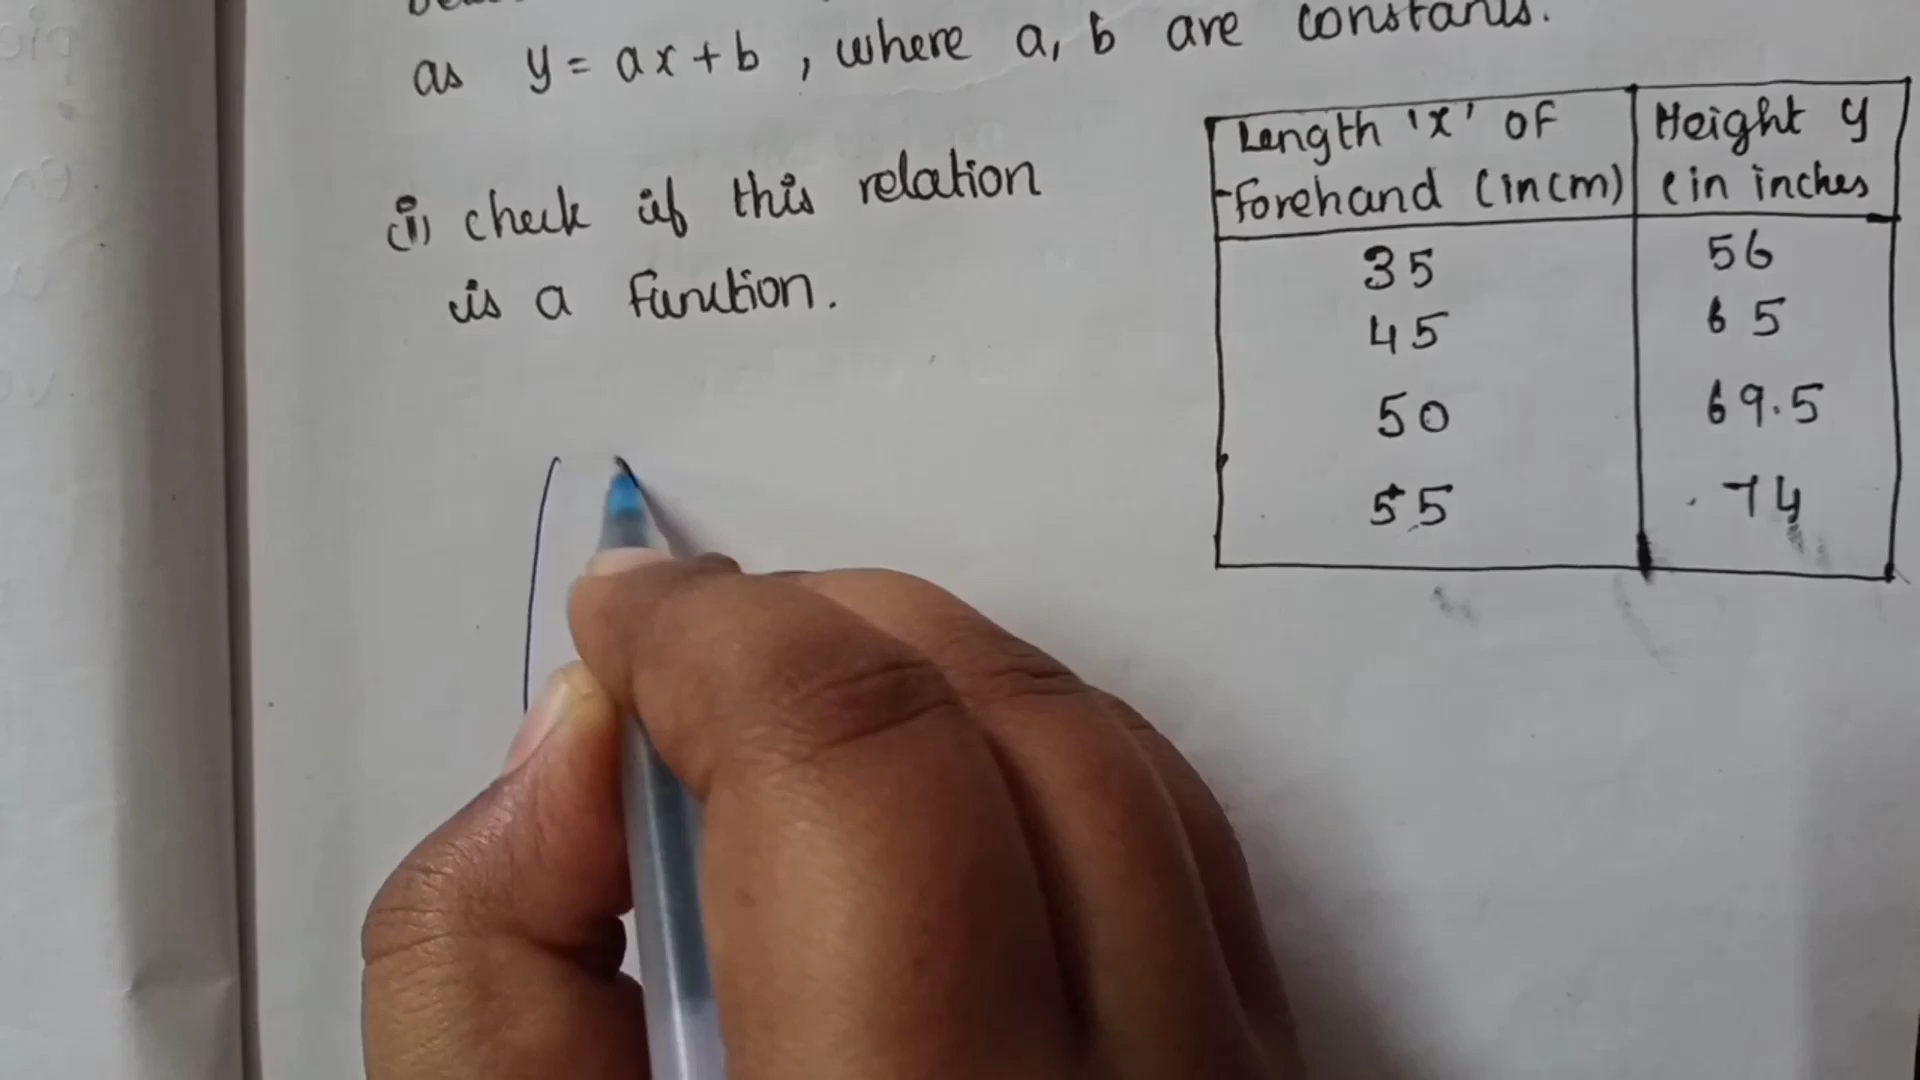 as y = ax + b , where a, b are constants.
(i) check if this relation
is a function.
Length 'x' of
Forehand (in cm)
Height y
(in inches
35
56
45
65
50
69.5
55
74